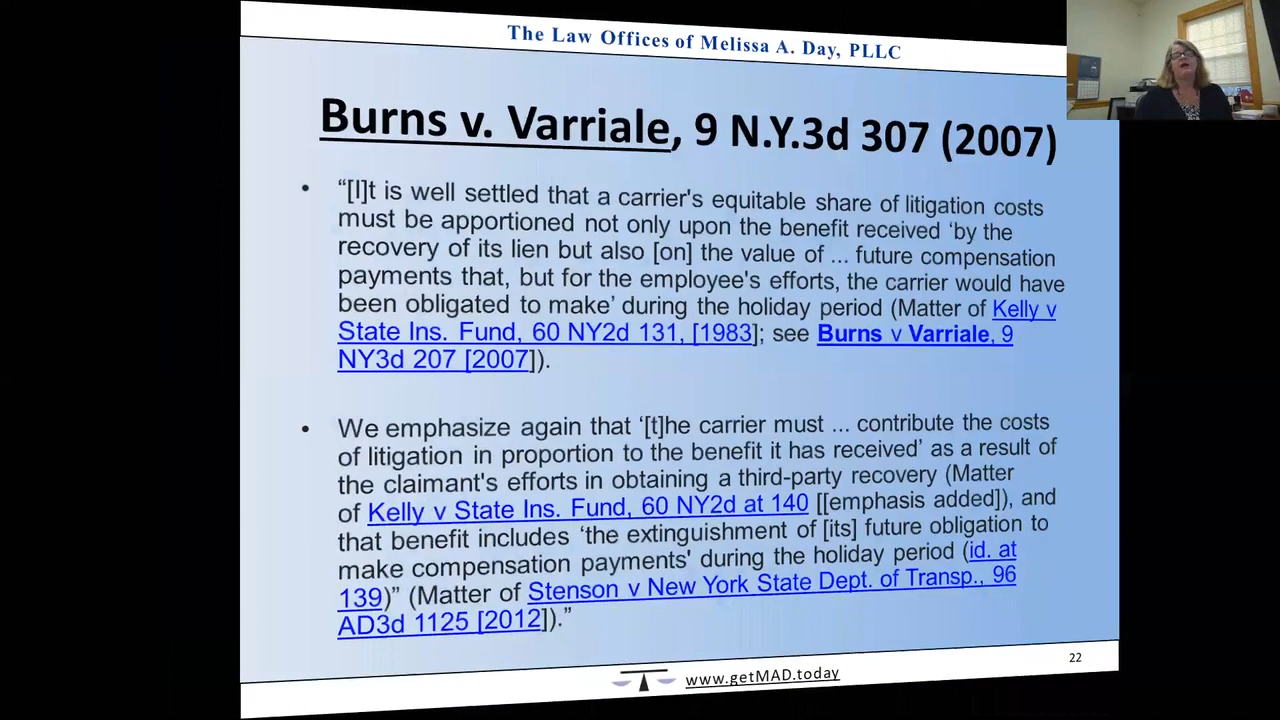 The Law Offices of Melissa A. Day, PLLC
Burns v. Varriale, 9 N.Y.3d 307 (2007)
• “[I]t is well settled that a carrier's equitable share of litigation costs
must be apportioned not only upon the benefit received ‘by the
recovery of its lien but also [on] the value of ... future compensation
payments that, but for the employee's efforts, the carrier would have
been obligated to make’ during the holiday period (Matter of Kelly v
State Ins. Fund, 60 NY2d 131, [1983]; see Burns v Varriale, 9
NY3d 207 [2007]).
• We emphasize again that ‘[t]he carrier must ... contribute the costs
of litigation in proportion to the benefit it has received’ as a result of
the claimant's efforts in obtaining a third-party recovery (Matter
of Kelly v State Ins. Fund, 60 NY2d at 140 [[emphasis added]), and
that benefit includes ‘the extinguishment of [its] future obligation to
make compensation payments' during the holiday period (id. at
139)” (Matter of Stenson v New York State Dept. of Transp., 96
AD3d 1125 [2012]).”
22
www.getMAD.today